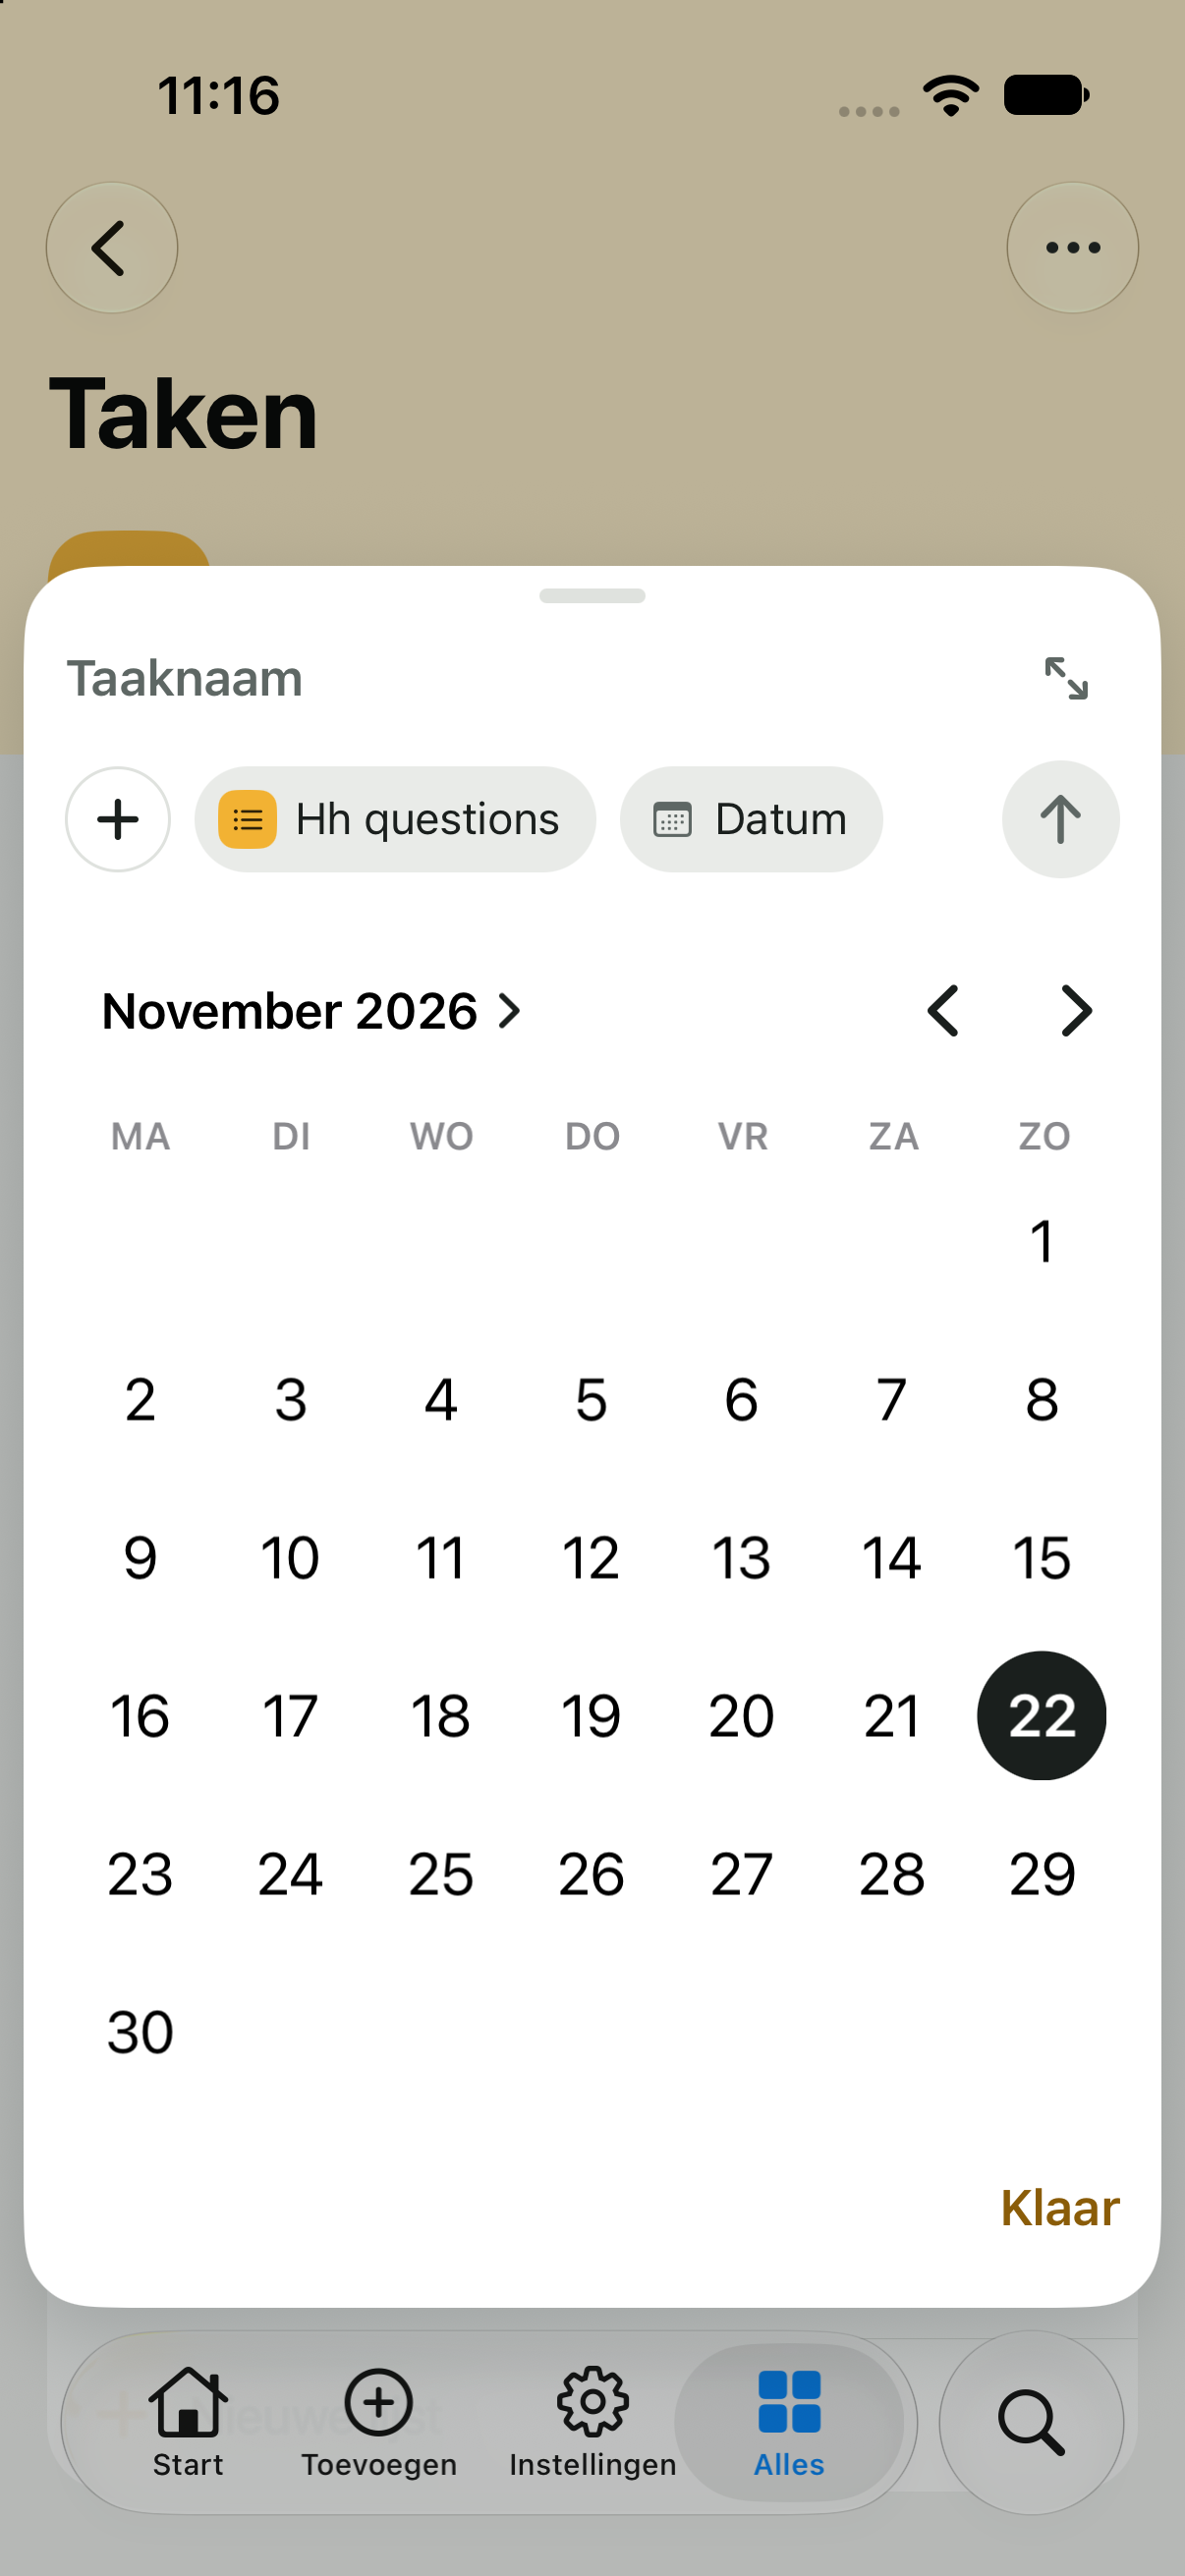 11:16
Taken
Taaknaam
Hh questions
Datum
November 2026
MA DI WO DO VR ZA ZO
1
2 3 4 5 6 7 8
9 10 11 12 13 14 15
16 17 18 19 20 21 22
23 24 25 26 27 28 29
30
Klaar
Start Toevoegen Instellingen Alles